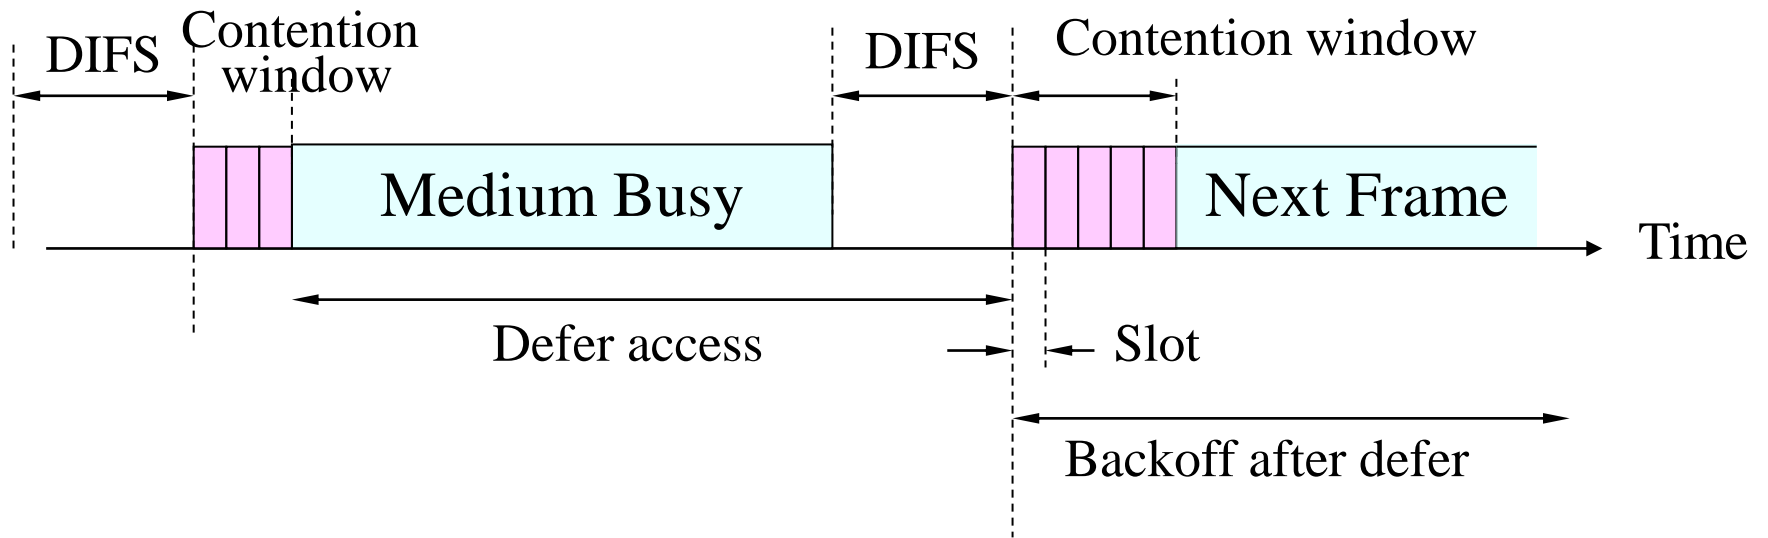 DIFS
Contention
window
DIFS
Contention window
Medium Busy
Next Frame
Time
Defer access
Slot
Backoff after defer